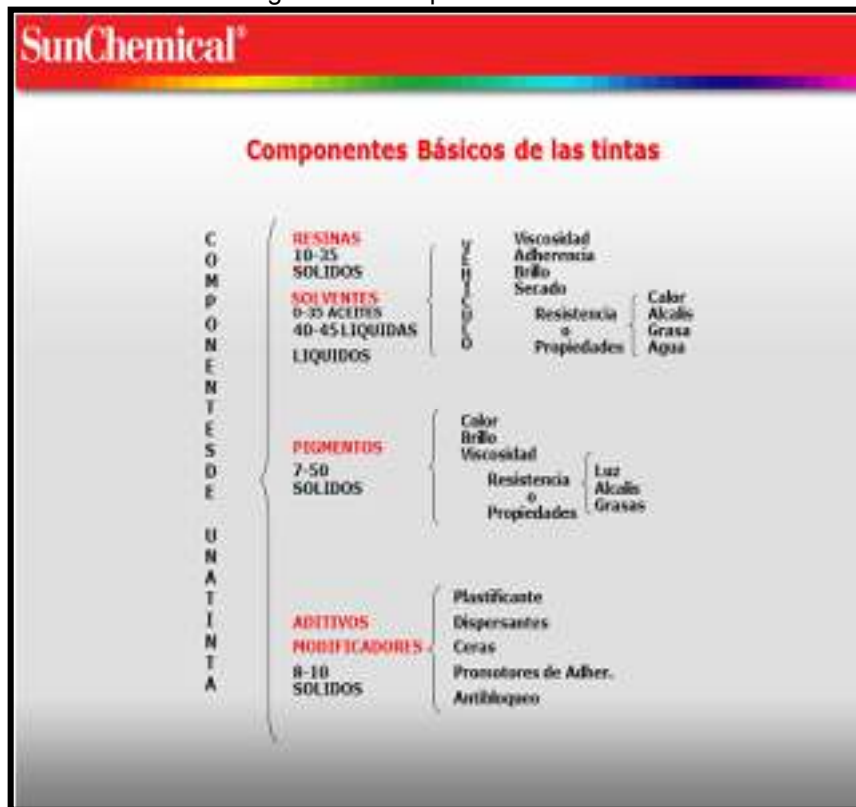 SunChemical®
Componentes Básicos de las tintas
COMPONENTES DE UNA TINTA
RESINAS
10-35
SOLIDOS
SOLVENTES
0-35 ACEITES
40-45 LIQUIDAS
LIQUIDOS
VEHICULO
Viscosidad
Adherencia
Brillo
Secado
Resistencia
o
Propiedades
Calor
Alcalis
Grasa
Agua
PIGMENTOS
7-50
SOLIDOS
Calor
Brillo
Viscosidad
Resistencia
o
Propiedades
Luz
Alcalis
Grasas
ADITIVOS
MODIFICADORES
8-10
SOLIDOS
Plastificante
Dispersantes
Ceras
Promotores de Adher.
Antibloqueo